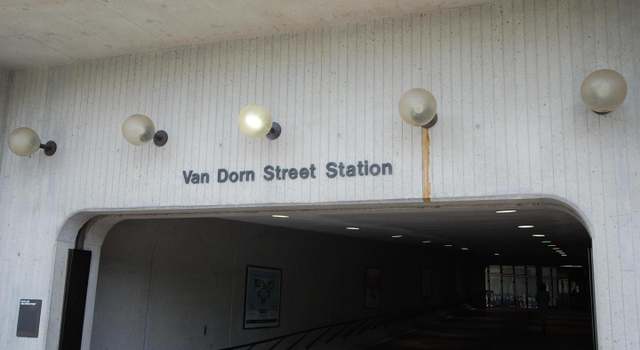 Van Dorn Street Station